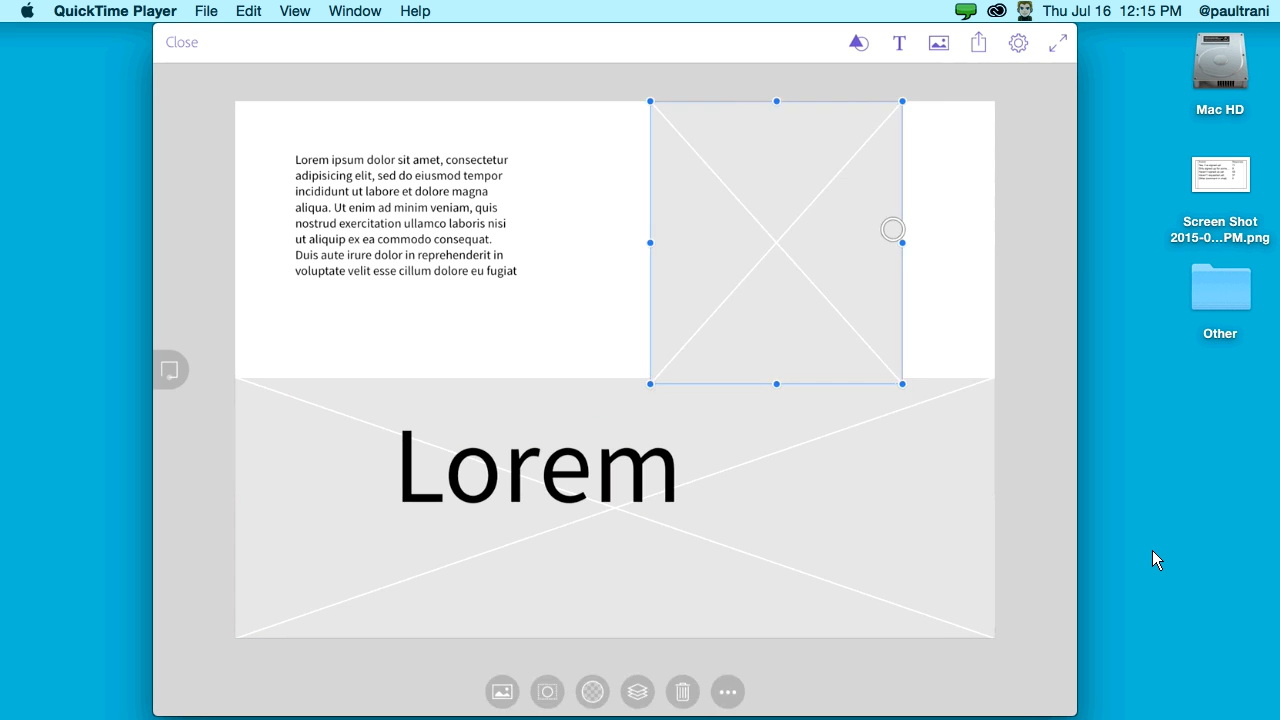 QuickTime Player File Edit View Window Help Thu Jul 16 12:15 PM @paultrani
Close
T
Mac HD
Lorem ipsum dolor sit amet, consectetur
adipisicing elit, sed do eiusmod tempor
incididunt ut labore et dolore magna
aliqua. Ut enim ad minim veniam, quis
nostrud exercitation ullamco laboris nisi
ut aliquip ex ea commodo consequat.
Duis aute irure dolor in reprehenderit in
voluptate velit esse cillum dolore eu fugiat
Screen Shot
2015-0...PM.png
Other
Lorem